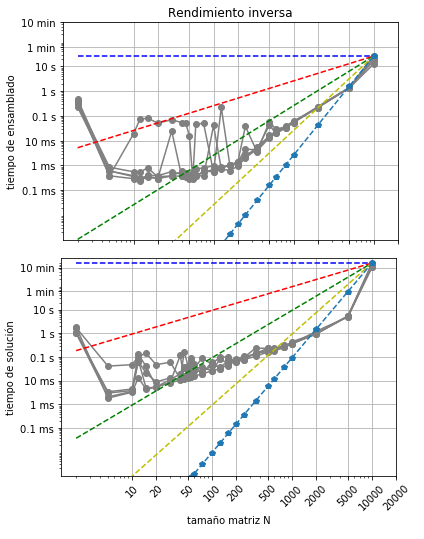 Rendimiento inversa
10 min
1 min
10 s
1 s
0.1 s
10 ms
1 ms
0.1 ms
tiempo de ensamblado
10 min
1 min
10 s
1 s
0.1 s
10 ms
1 ms
0.1 ms
tiempo de solución
10
20
50
100
200
500
1000
2000
5000
10000
20000
tamaño matriz N